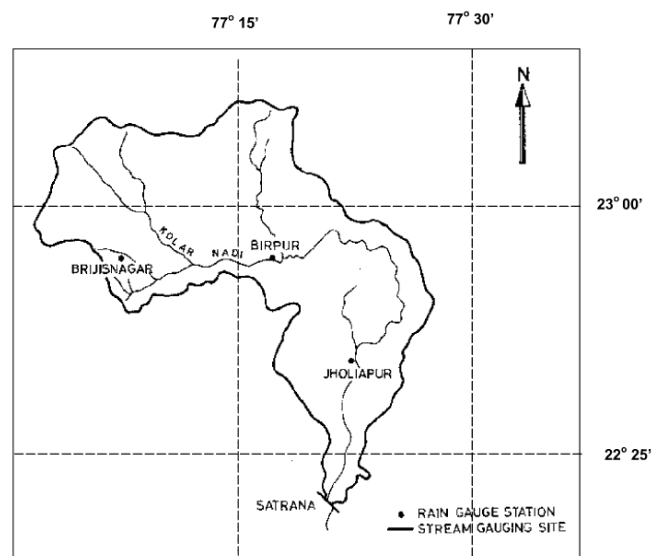 77° 15'
77° 30'
N
23° 00'
KOLAR NADI
BIRPUR
BRIJISNAGAR
JHOLIAPUR
22° 25'
SATRANA
RAIN GAUGE STATION
STREAM GAUGING SITE